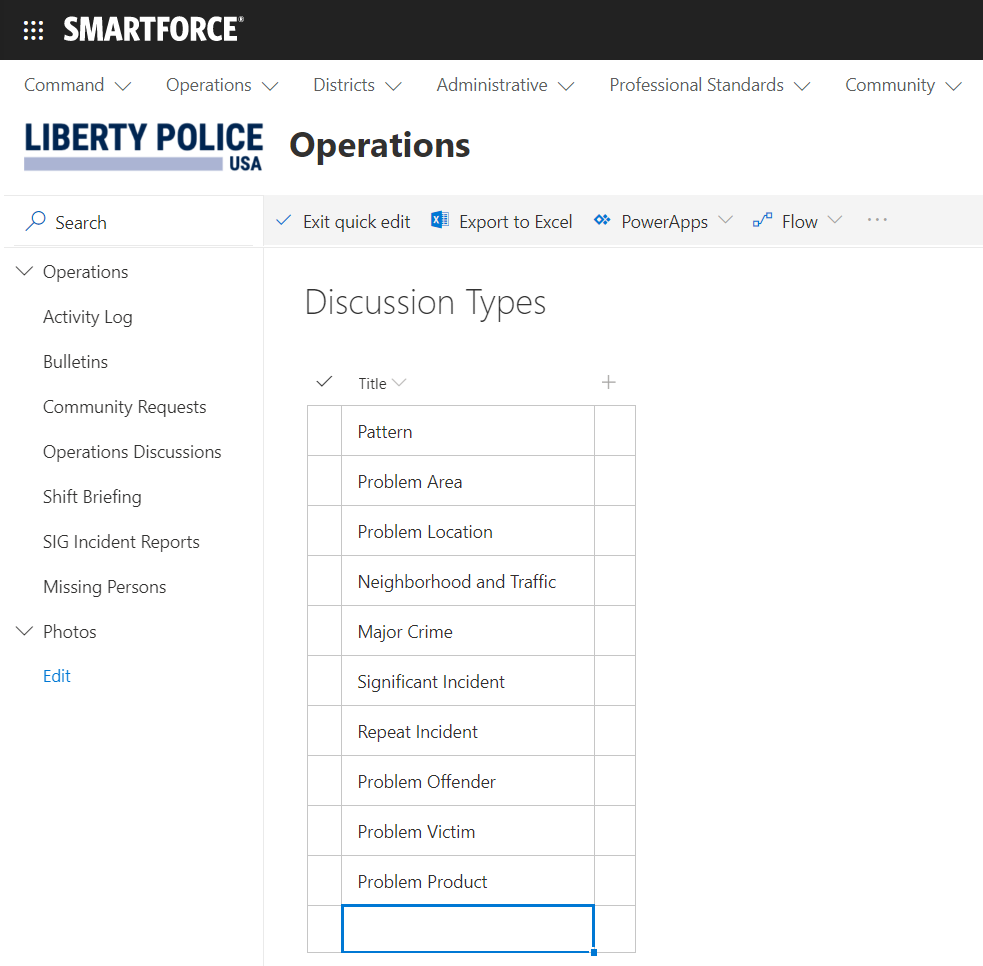 SMARTFORCE®
Command Operations Districts Administrative Professional Standards Community
LIBERTY POLICE
USA
Operations
Search
Exit quick edit Export to Excel PowerApps Flow ...
Operations
Activity Log
Bulletins
Community Requests
Operations Discussions
Shift Briefing
SIG Incident Reports
Missing Persons
Photos
Edit
Discussion Types
Title
Pattern
Problem Area
Problem Location
Neighborhood and Traffic
Major Crime
Significant Incident
Repeat Incident
Problem Offender
Problem Victim
Problem Product